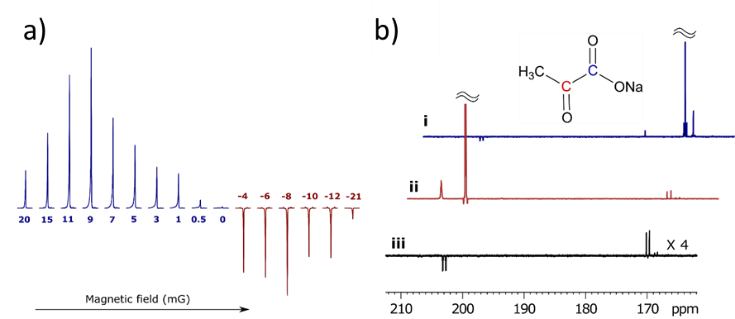 a)
20 15 11 9 7 5 3 1 0.5 0
-4 -6 -8 -10 -12 -21
Magnetic field (mG)
b)
O
H₃C
C
C
ONa
O
i
ii
iii
X 4
210 200 190 180 170 ppm